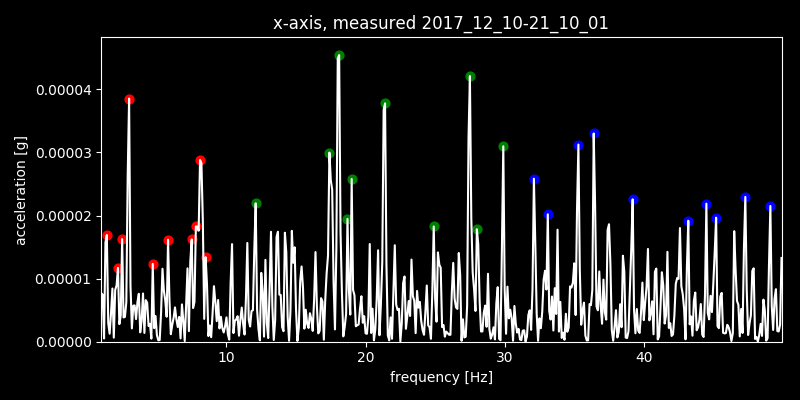 x-axis, measured 2017_12_10-21_10_01
acceleration [g]
0.00004
0.00003
0.00002
0.00001
0.00000
10 20 30 40
frequency [Hz]